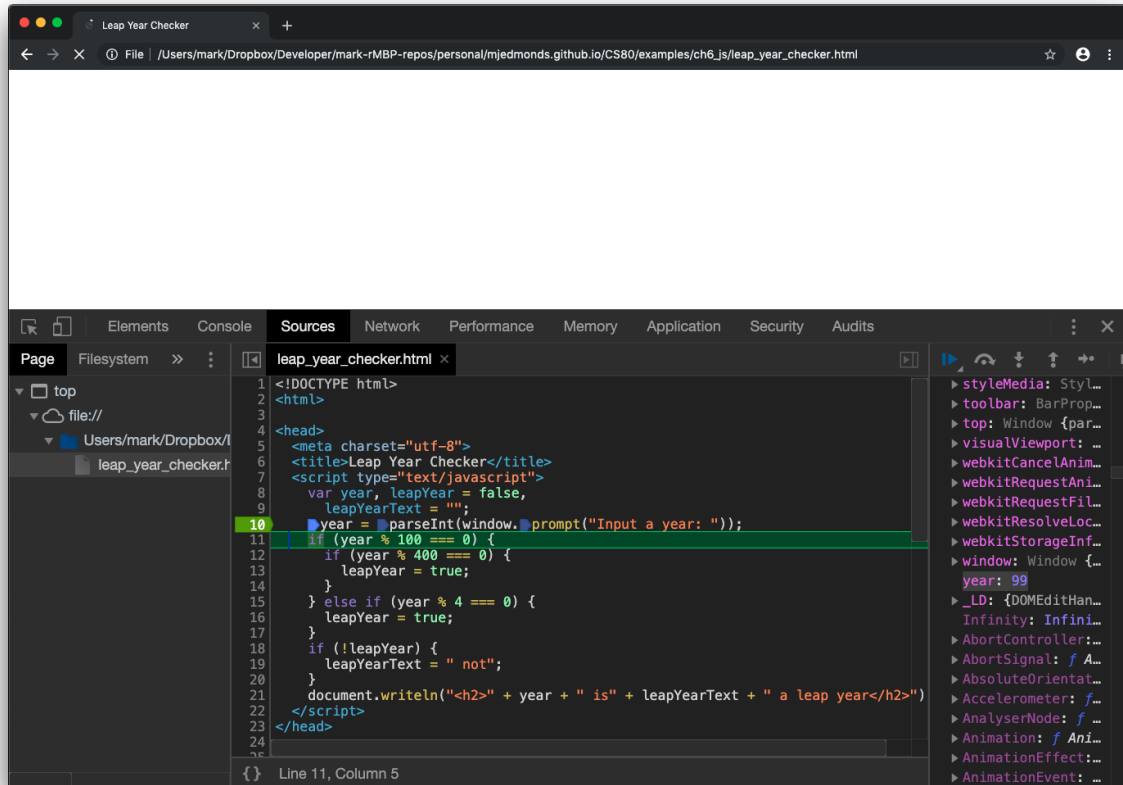 Leap Year Checker × +
File | /Users/mark/Dropbox/Developer/mark-rMBP-repos/personal/mjedmonds.github.io/CS80/examples/ch6_js/leap_year_checker.html
Elements Console Sources Network Performance Memory Application Security Audits
Page Filesystem »
top
file://
Users/mark/Dropbox/
leap_year_checker.h
leap_year_checker.html ×
1 <!DOCTYPE html>
2 <html>
3
4 <head>
5 <meta charset="utf-8">
6 <title>Leap Year Checker</title>
7 <script type="text/javascript">
8 var year, leapYear = false,
9 leapYearText = "";
10 year = parseInt(window.prompt("Input a year: "));
11 if (year % 100 === 0) {
12 if (year % 400 === 0) {
13 leapYear = true;
14 }
15 } else if (year % 4 === 0) {
16 leapYear = true;
17 }
18 if (!leapYear) {
19 leapYearText = " not";
20 }
21 document.writeln("<h2>" + year + " is" + leapYearText + " a leap year</h2>")
22 </script>
23 </head>
24
{} Line 11, Column 5
styleMedia: Styl…
toolbar: BarProp…
top: Window {par…
visualViewport: …
webkitCancelAnim…
webkitRequestAni…
webkitRequestFil…
webkitResolveLoc…
webkitStorageInf…
window: Window {…
year: 99
_LD: {DOMEditHan…
Infinity: Infini…
AbortController:…
AbortSignal: ƒ A…
AbsoluteOrientat…
Accelerometer: ƒ…
AnalyserNode: ƒ …
Animation: ƒ Ani…
AnimationEffect:…
AnimationEvent: …